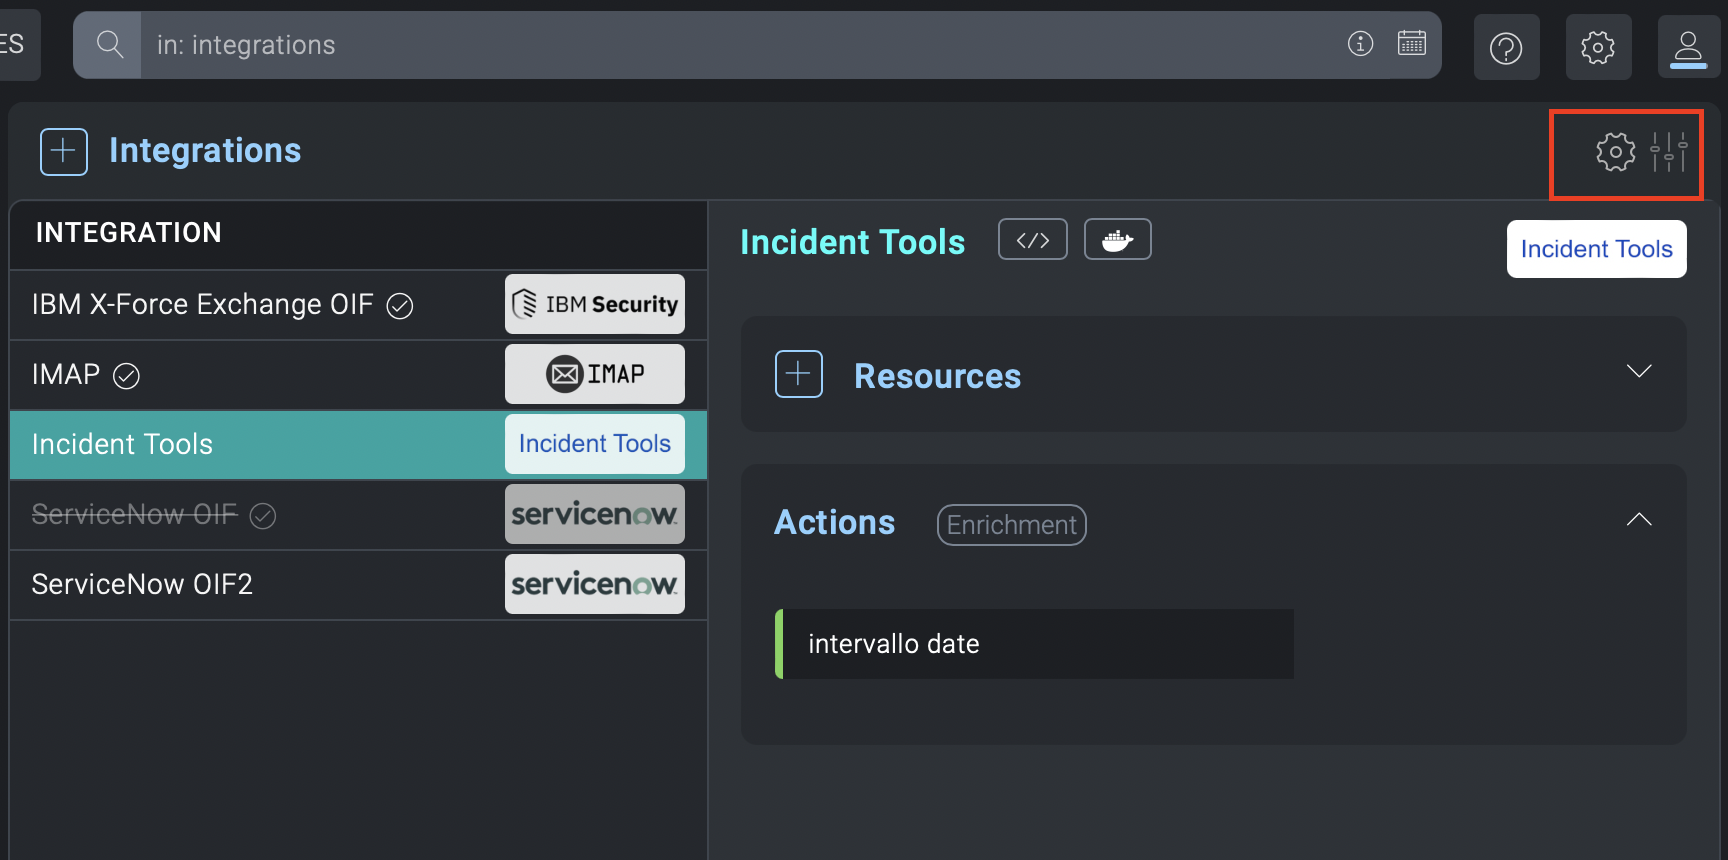 ES
in: integrations
Integrations
INTEGRATION
IBM X-Force Exchange OIF
IBM Security
IMAP
IMAP
Incident Tools
Incident Tools
ServiceNow OIF
servicenow
ServiceNow OIF2
servicenow
Incident Tools
</>
Incident Tools
Resources
Actions
Enrichment
intervallo date